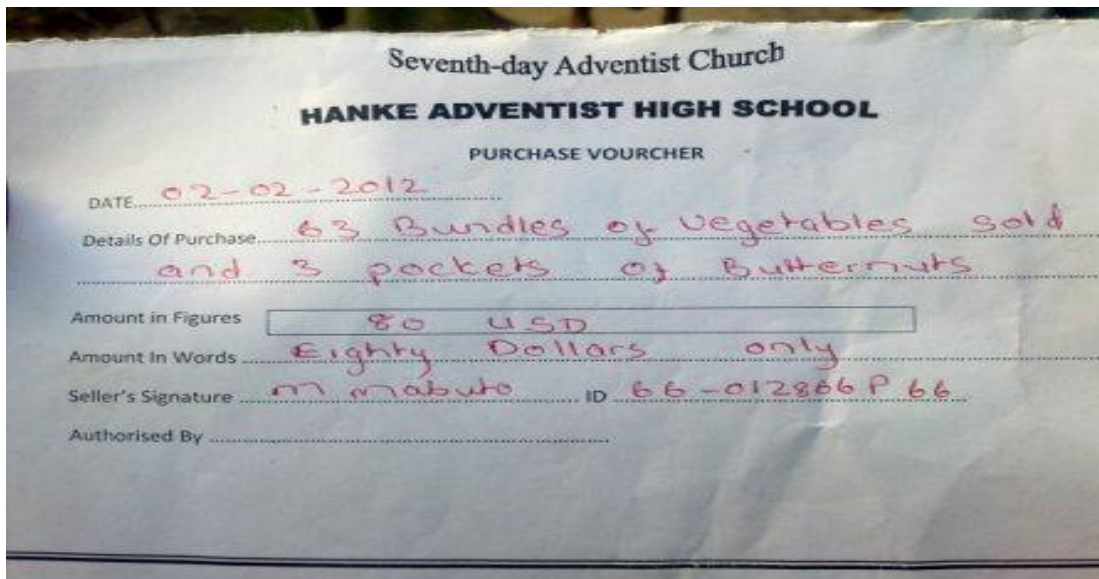 Seventh-day Adventist Church
HANKE ADVENTIST HIGH SCHOOL
PURCHASE VOURCHER
DATE..... 02-02-2012
Details Of Purchase..... 63 Bundles of Vegetables Sold
and 3 pockets of Butternuts
Amount in Figures 80 USD
Amount In Words ..... Eighty Dollars only
Seller's Signature ..... m mabuto ..... ID 66-012866 P 66
Authorised By .....